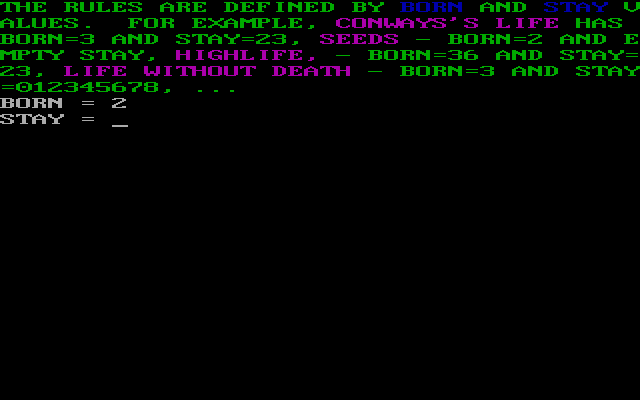 THE RULES ARE DEFINED BY BORN AND STAY V
ALUES.  FOR EXAMPLE, CONWAYS'S LIFE HAS
BORN=3 AND STAY=23, SEEDS – BORN=2 AND E
MPTY STAY, HIGHLIFE, – BORN=36 AND STAY=
23, LIFE WITHOUT DEATH – BORN=3 AND STAY
=012345678, ...
BORN = 2
STAY = _